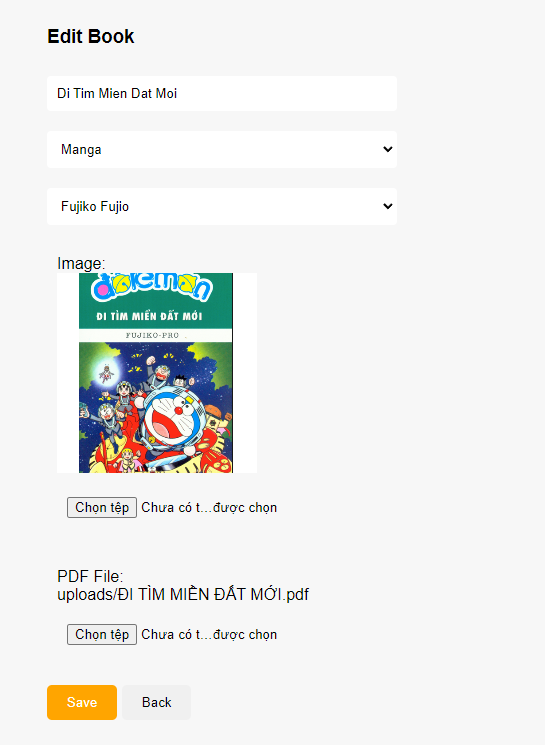 Edit Book
Di Tim Mien Dat Moi
Manga
Fujiko Fujio
Image:
doremon
ĐI TÌM MIỀN ĐẤT MỚI
FUJIKO-PRO
Chọn tệp Chưa có t...được chọn
PDF File:
uploads/ĐI TÌM MIỀN ĐẤT MỚI.pdf
Chọn tệp Chưa có t...được chọn
Save Back